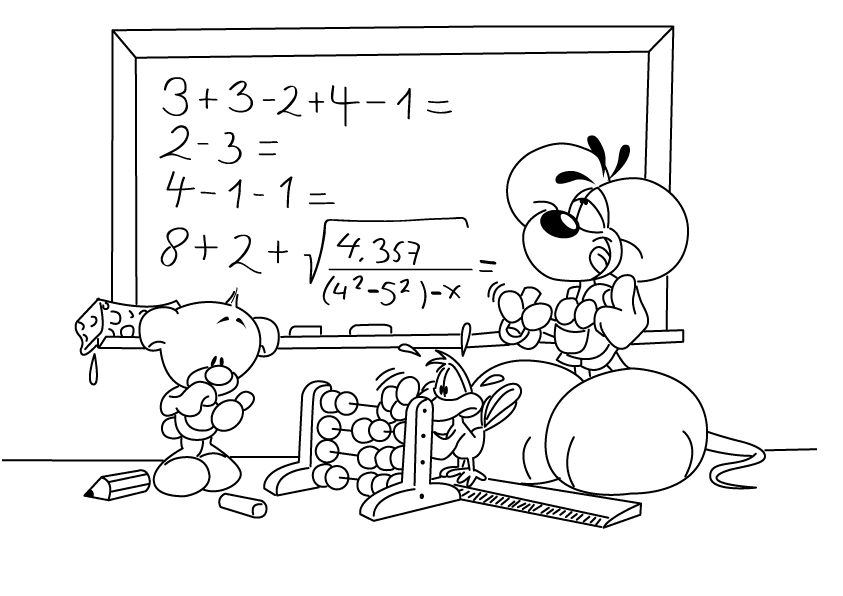 3+3-2+4-1=
2-3=
4-1-1=
8+2+√(4.357/((4²-5²)-x))=